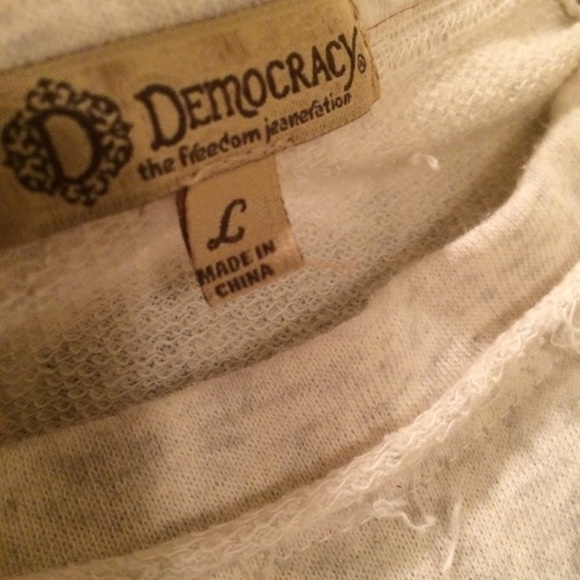 D
DEMOCRACY®
the freedom jeaneration
L
MADE IN
CHINA